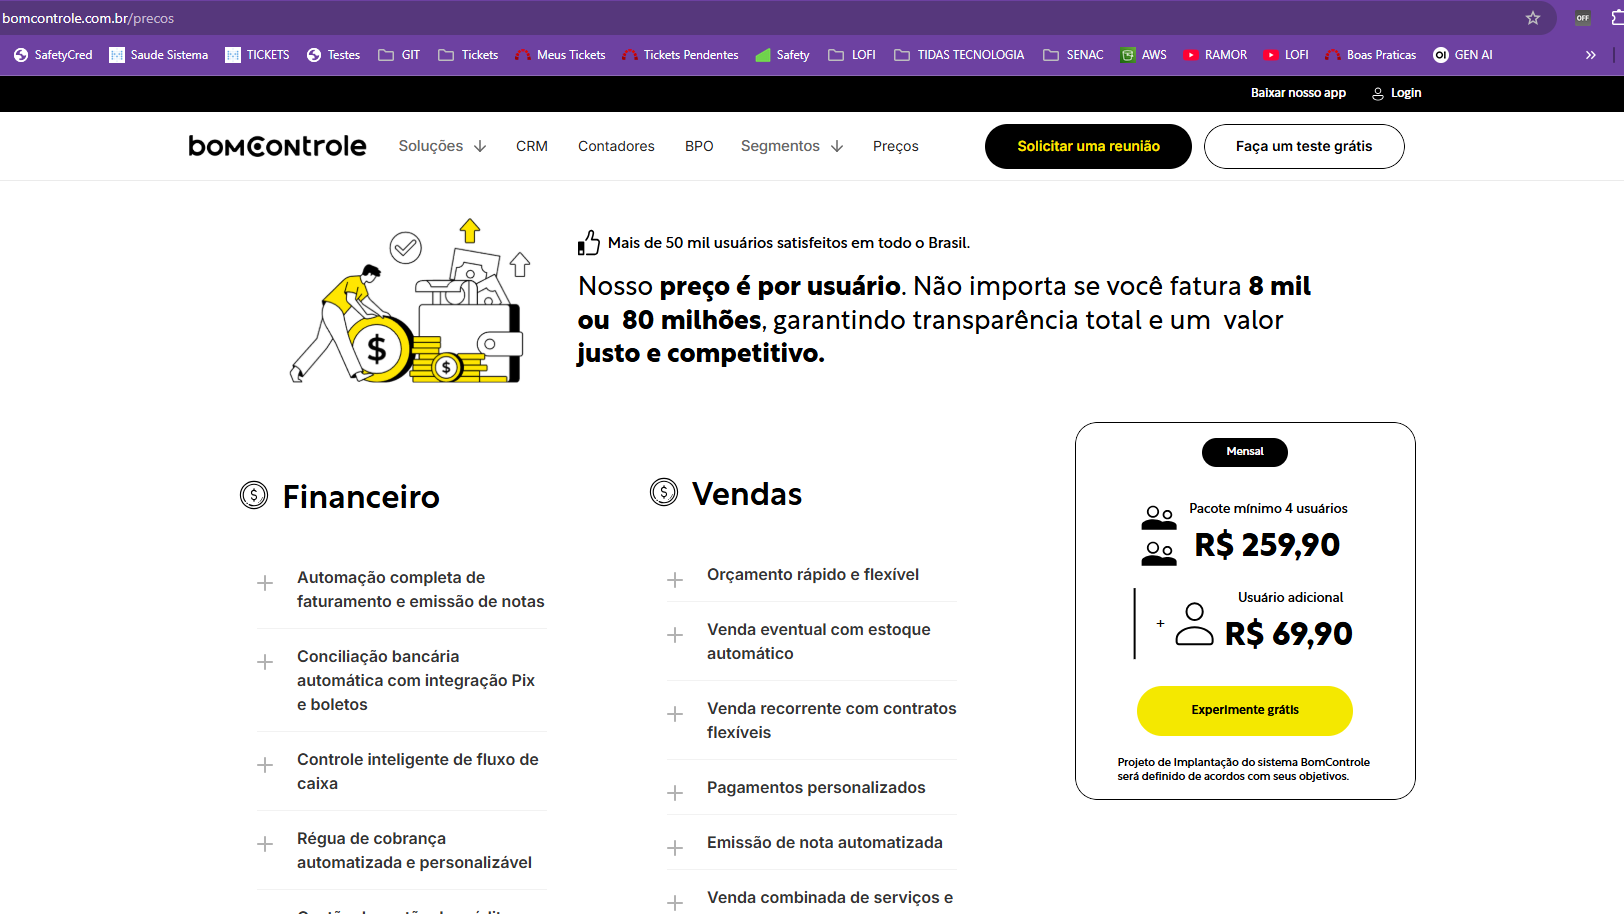 bomcontrole.com.br/precos
OFF
SafetyCred Saude Sistema TICKETS Testes GIT Tickets Meus Tickets Tickets Pendentes Safety LOFI TIDAS TECNOLOGIA SENAC AWS RAMOR LOFI Boas Praticas GEN AI »
Baixar nosso app Login
bomControle Soluções CRM Contadores BPO Segmentos Preços Solicitar uma reunião Faça um teste grátis
Mais de 50 mil usuários satisfeitos em todo o Brasil.
Nosso preço é por usuário. Não importa se você fatura 8 mil
ou 80 milhões, garantindo transparência total e um valor
justo e competitivo.
$
$
Financeiro
Automação completa de
faturamento e emissão de notas
Conciliação bancária
automática com integração Pix
e boletos
Controle inteligente de fluxo de
caixa
Régua de cobrança
automatizada e personalizável
Vendas
Orçamento rápido e flexível
Venda eventual com estoque
automático
Venda recorrente com contratos
flexíveis
Pagamentos personalizados
Emissão de nota automatizada
Venda combinada de serviços e
Mensal
Pacote mínimo 4 usuários
R$ 259,90
Usuário adicional
+ R$ 69,90
Experimente grátis
Projeto de Implantação do sistema BomControle
será definido de acordos com seus objetivos.